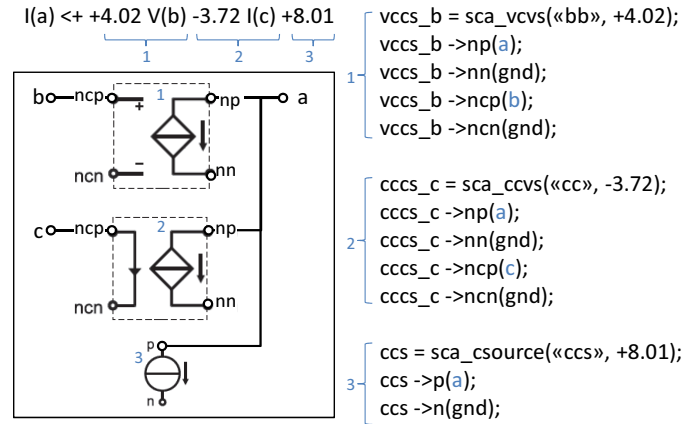 I(a) <+ +4.02 V(b) -3.72 I(c) +8.01
1 2 3
b ncp + 1 np a
ncn − nn
c ncp 2 np
ncn nn
p
3
n
1
vccs_b = sca_vcvs(«bb», +4.02);
vccs_b ->np(a);
vccs_b ->nn(gnd);
vccs_b ->ncp(b);
vccs_b ->ncn(gnd);
2
cccs_c = sca_ccvs(«cc», -3.72);
cccs_c ->np(a);
cccs_c ->nn(gnd);
cccs_c ->ncp(c);
cccs_c ->ncn(gnd);
3
ccs = sca_csource(«ccs», +8.01);
ccs ->p(a);
ccs ->n(gnd);